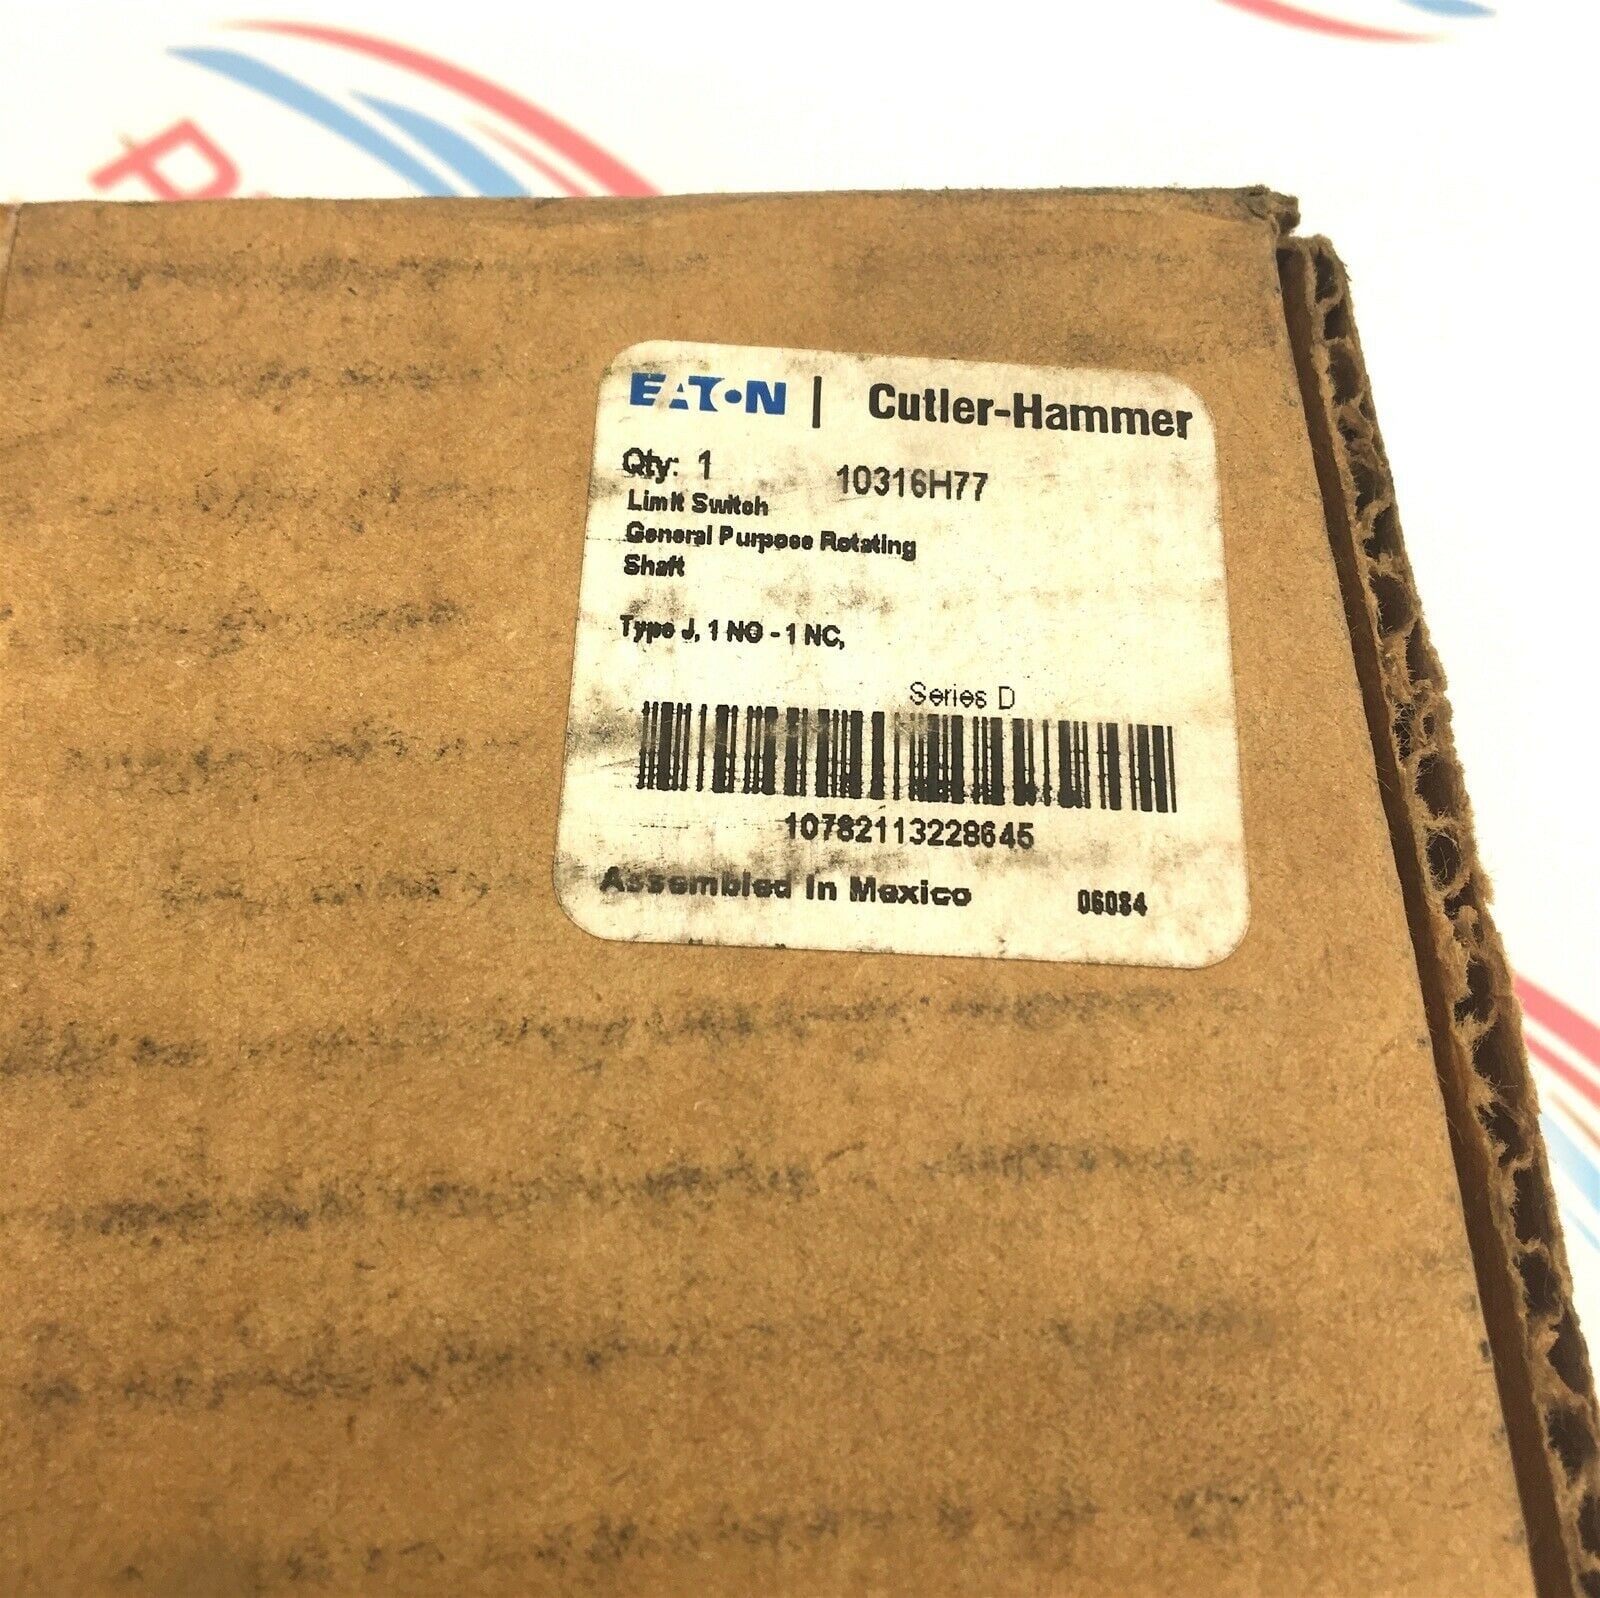 EATON | Cutler-Hammer
Qty: 1 10316H77
Limit Switch
General Purpose Rotating
Shaft
Type J, 1 NO - 1 NC,
Series D
10782113228645
Assembled In Mexico 06084